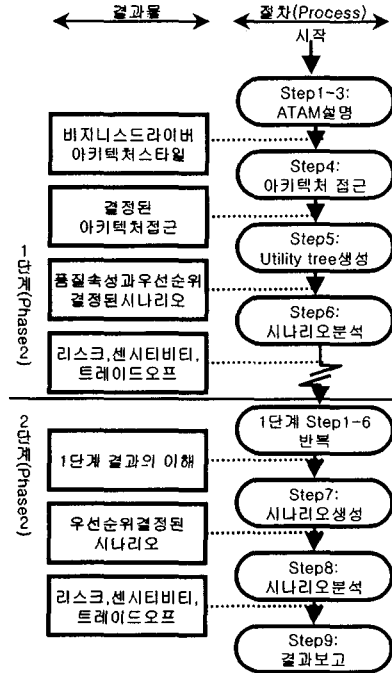 결과물
절차(Process)
시작
Step1-3:
ATAM설명
비지니스드라이버
아키텍처스타일
Step4:
아키텍처 접근
결정된
아키텍처접근
Step5:
Utility tree생성
품질속성과우선순위
결정된시나리오
Step6:
시나리오분석
리스크,센시티비티,
트레이드오프
1단계(Phase2)
1단계 Step1-6
반복
1단계 결과의 이해
Step7:
시나리오생성
우선순위결정된
시나리오
Step8:
시나리오분석
리스크,센시티비티,
트레이드오프
Step9:
결과보고
2단계(Phase2)